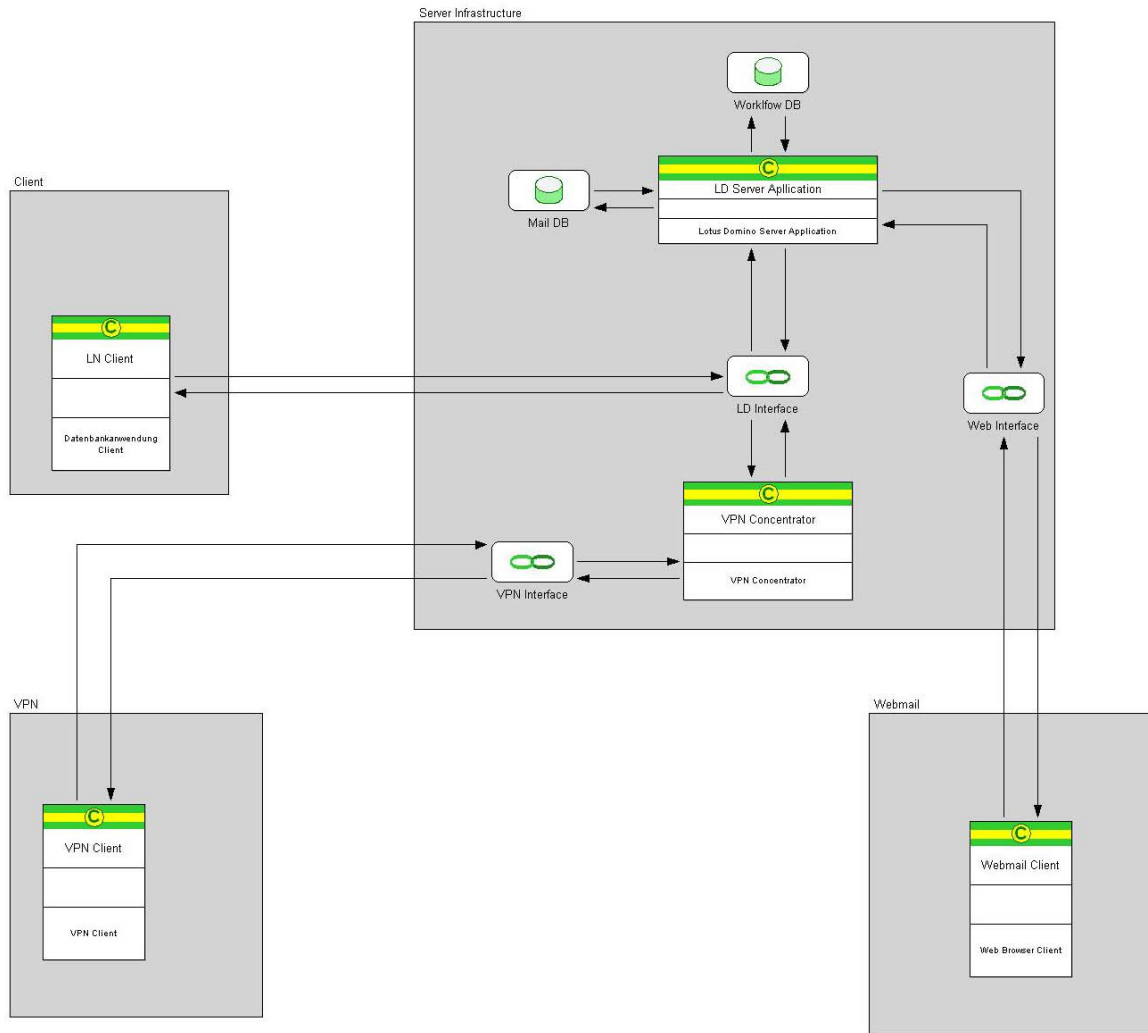 Server Infrastructure
Worklfow DB
C
LD Server Apllication
Lotus Domino Server Application
Mail DB
Client
C
LN Client
Datenbankanwendung
Client
LD Interface
Web Interface
C
VPN Concentrator
VPN Concentrator
VPN Interface
VPN
C
VPN Client
VPN Client
Webmail
C
Webmail Client
Web Browser Client